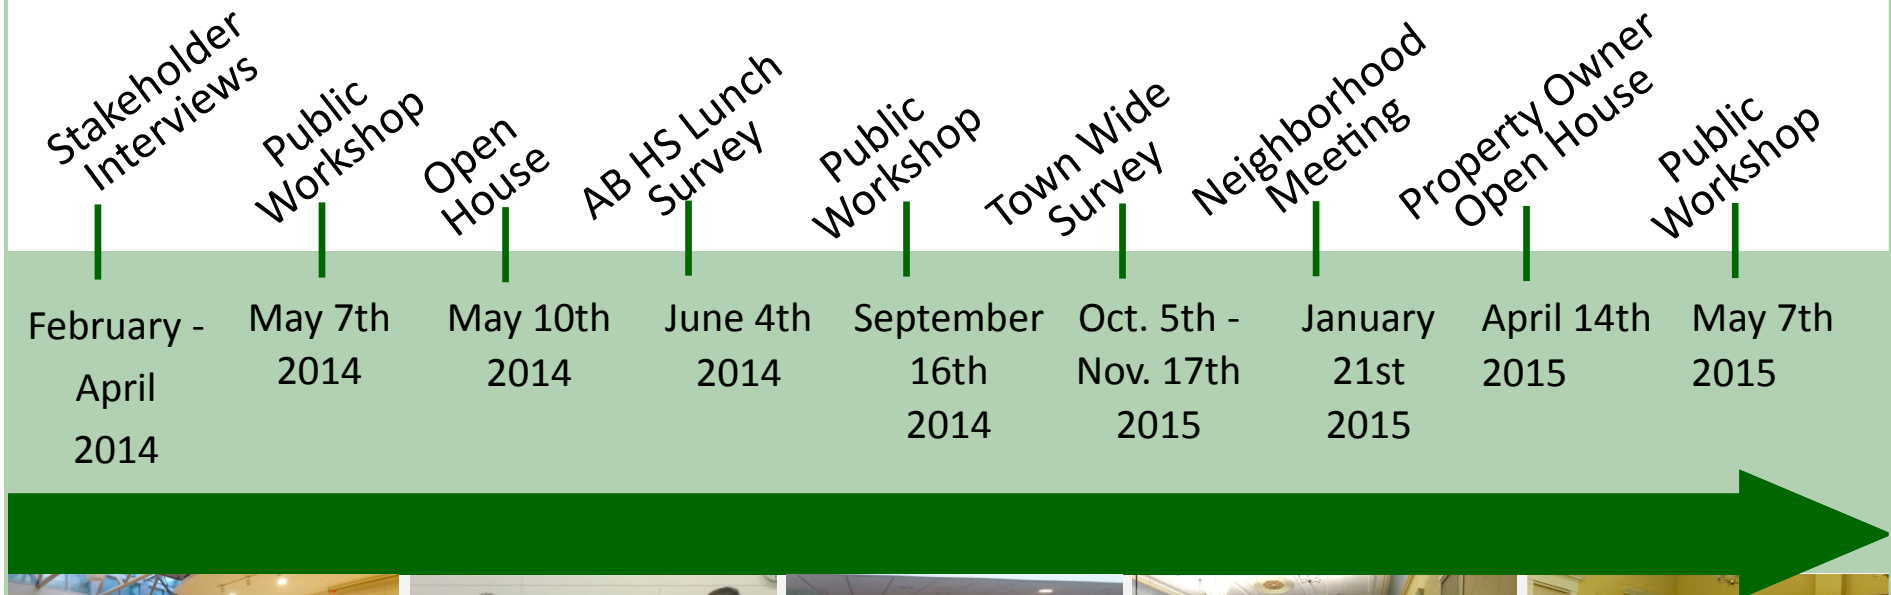 Stakeholder
Interviews
Public
Workshop
Open
House
AB HS Lunch
Survey
Public
Workshop
Town Wide
Survey
Neighborhood
Meeting
Property Owner
Open House
Public
Workshop
February -
April
2014
May 7th
2014
May 10th
2014
June 4th
2014
September
16th
2014
Oct. 5th -
Nov. 17th
2015
January
21st
2015
April 14th
2015
May 7th
2015